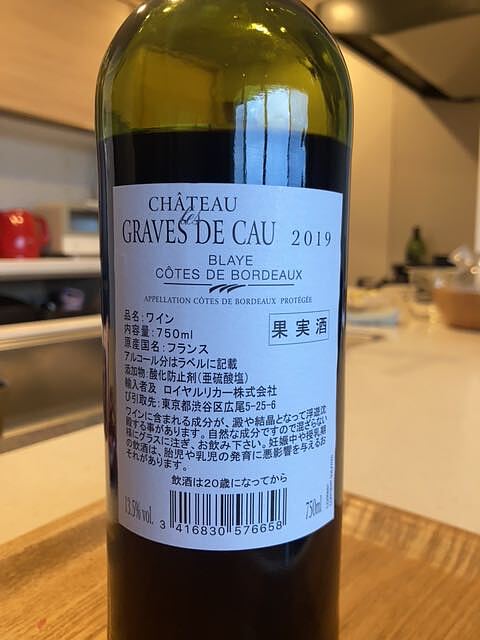 CHÂTEAU
les
GRAVES DE CAU 2019
BLAYE
CÔTES DE BORDEAUX
APPELLATION CÔTES DE BORDEAUX PROTÉGÉE
品名:ワイン
内容量:750ml
原産国名:フランス
果実酒
アルコール分はラベルに記載
添加物:酸化防止剤(亜硫酸塩)
輸入者及 ロイヤルリカー株式会社
び引取先:東京都渋谷区広尾5-25-6
ワインに含まれる成分が、澱や結晶となって浮遊沈
殿する事があります。自然な成分ですので混ざらない
様にグラスに注ぎ、お飲み下さい。妊娠中や授乳期
の飲酒は、胎児や乳児の発育に悪影響を与えるお
それがあります。
飲酒は20歳になってから
13.5% vol.
750ml
3 416830 576658